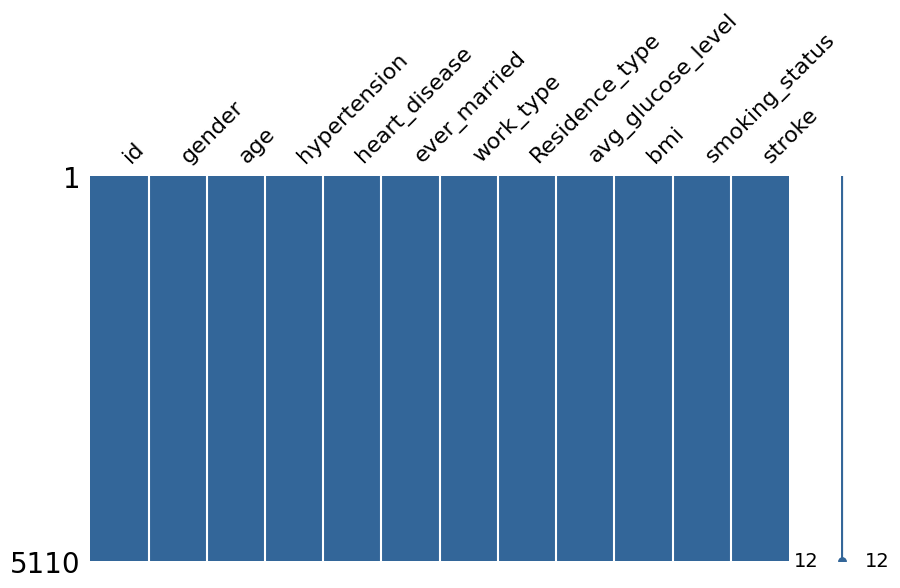 id
gender
age
hypertension
heart_disease
ever_married
work_type
Residence_type
avg_glucose_level
bmi
smoking_status
stroke
1
5110
12
12